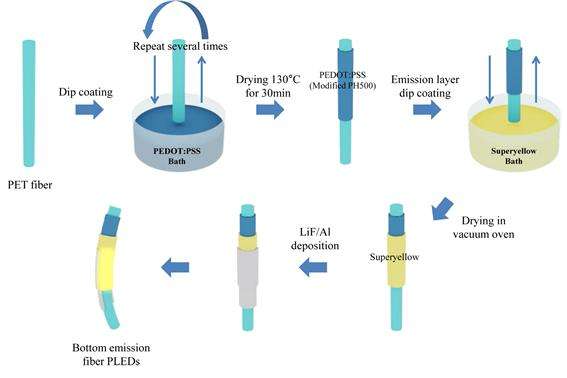 Repeat several times
Dip coating
PEDOT:PSS
Bath
PET fiber
Drying 130°C
for 30min
PEDOT:PSS
(Modified PH500)
Emission layer
dip coating
Superyellow
Bath
Drying in
vacuum oven
Superyellow
LiF/Al
deposition
Bottom emission
fiber PLEDs